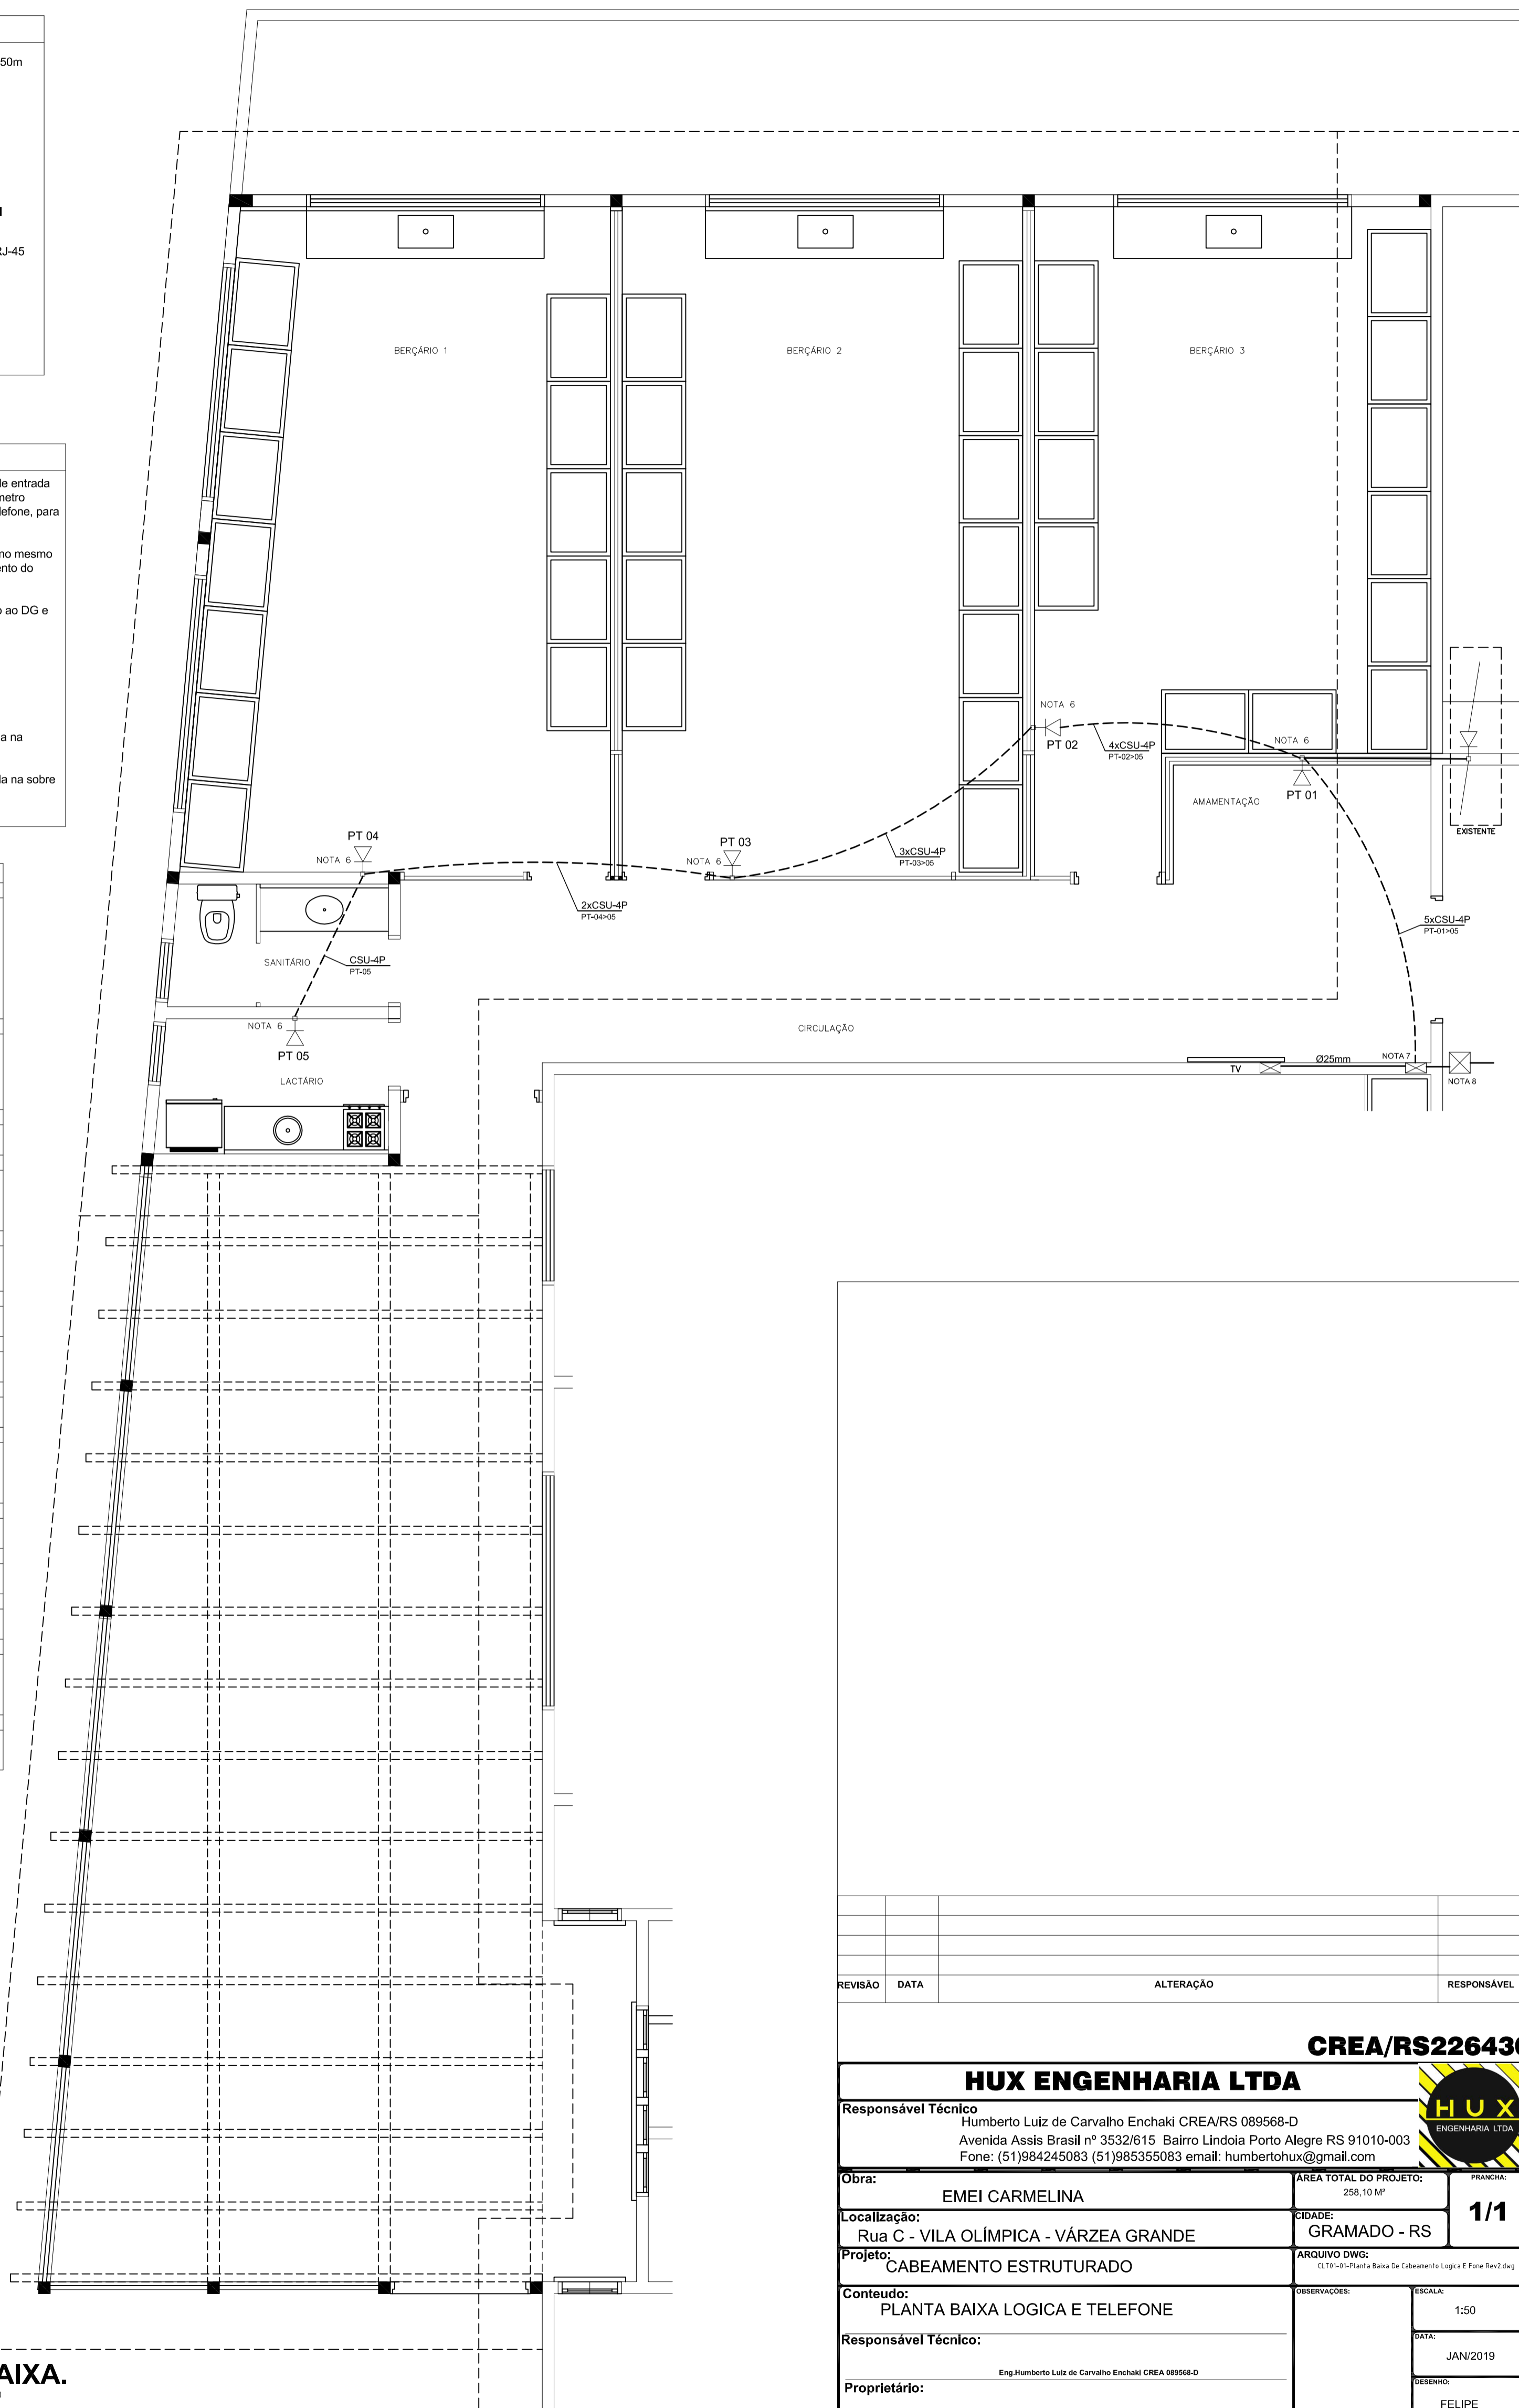 50m
RJ-45
de entrada
metro
lefone, para
no mesmo
ento do
o ao DG e
a na
da na sobre
BERÇÁRIO 1
BERÇÁRIO 2
BERÇÁRIO 3
NOTA 6
PT 02
4xCSU-4P
PT-02>05
NOTA 6
PT 01
AMAMENTAÇÃO
EXISTENTE
PT 04
NOTA 6
PT 03
NOTA 6
3xCSU-4P
PT-03>05
2xCSU-4P
PT-04>05
5xCSU-4P
PT-01>05
SANITÁRIO
CSU-4P
PT-05
NOTA 6
PT 05
LACTÁRIO
CIRCULAÇÃO
TV
Ø25mm
NOTA 7
NOTA 8
REVISÃO DATA ALTERAÇÃO RESPONSÁVEL
CREA/RS226430
HUX ENGENHARIA LTDA
HUX
ENGENHARIA LTDA
Responsável Técnico
Humberto Luiz de Carvalho Enchaki CREA/RS 089568-D
Avenida Assis Brasil nº 3532/615 Bairro Lindoia Porto Alegre RS 91010-003
Fone: (51)984245083 (51)985355083 email: humbertohux@gmail.com
Obra:
EMEI CARMELINA
ÁREA TOTAL DO PROJETO:
258,10 M²
PRANCHA:
1/1
Localização:
Rua C - VILA OLÍMPICA - VÁRZEA GRANDE
CIDADE:
GRAMADO - RS
Projeto:
CABEAMENTO ESTRUTURADO
ARQUIVO DWG:
CLT01-01-Planta Baixa De Cabeamento Logica E Fone Rev2.dwg
Conteudo:
PLANTA BAIXA LOGICA E TELEFONE
OBSERVAÇÕES:
ESCALA:
1:50
Responsável Técnico:
Eng.Humberto Luiz de Carvalho Enchaki CREA 089568-D
DATA:
JAN/2019
Proprietário:
DESENHO:
FELIPE
AIXA.